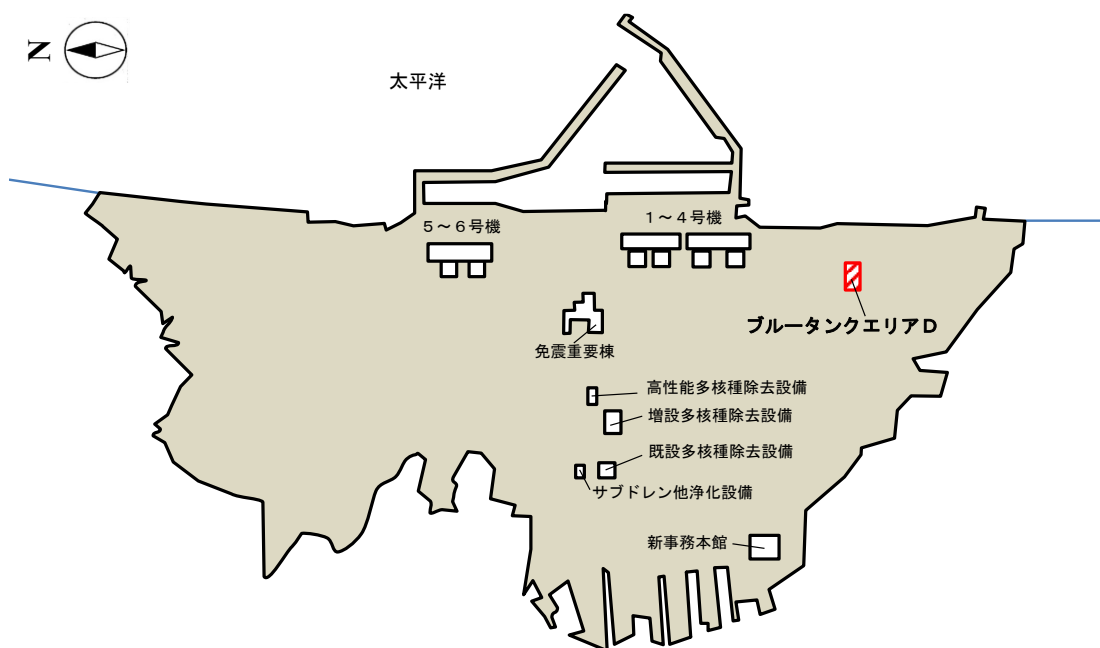 N
太平洋
5～6号機
1～4号機
ブルータンクエリアD
免震重要棟
高性能多核種除去設備
増設多核種除去設備
既設多核種除去設備
サブドレン他浄化設備
新事務本館